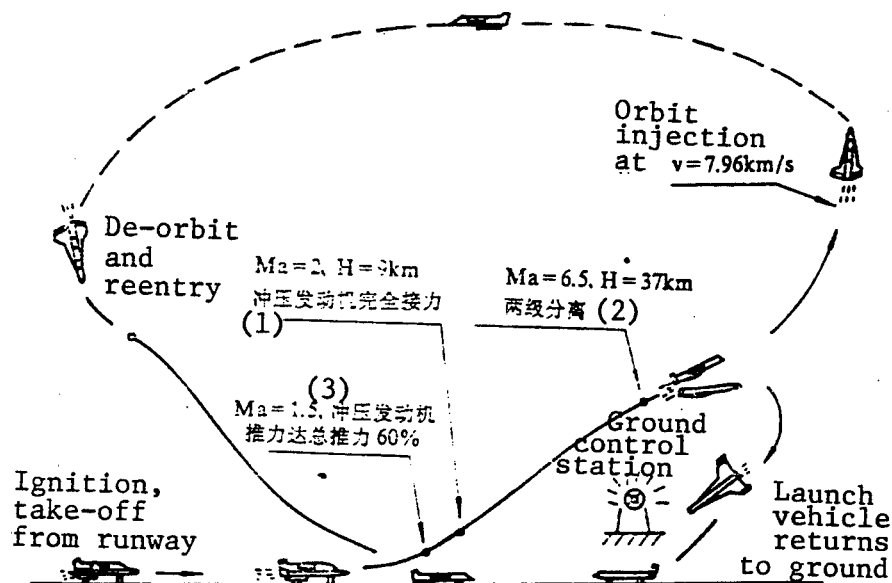 Orbit
injection
at v=7.96km/s
De-orbit
and
reentry
Ma=2, H=9km
冲压发动机完全接力
(1)
Ma=6.5, H=37km
两级分离 (2)
(3)
Ma=1.5, 冲压发动机
推力达总推力60%
Ground
control
station
Ignition,
take-off
from runway
Launch
vehicle
returns
to ground